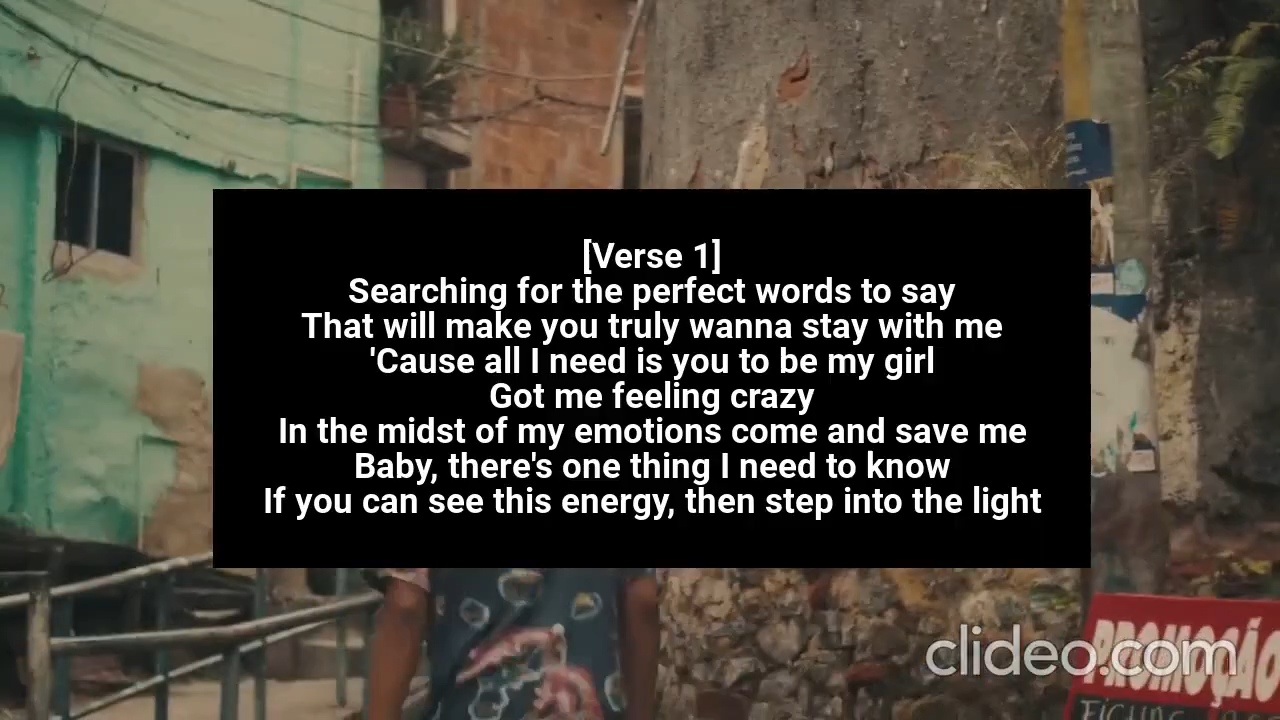 [Verse 1]
Searching for the perfect words to say
That will make you truly wanna stay with me
'Cause all I need is you to be my girl
Got me feeling crazy
In the midst of my emotions come and save me
Baby, there's one thing I need to know
If you can see this energy, then step into the light
clideo.com
PROMOÇÃO